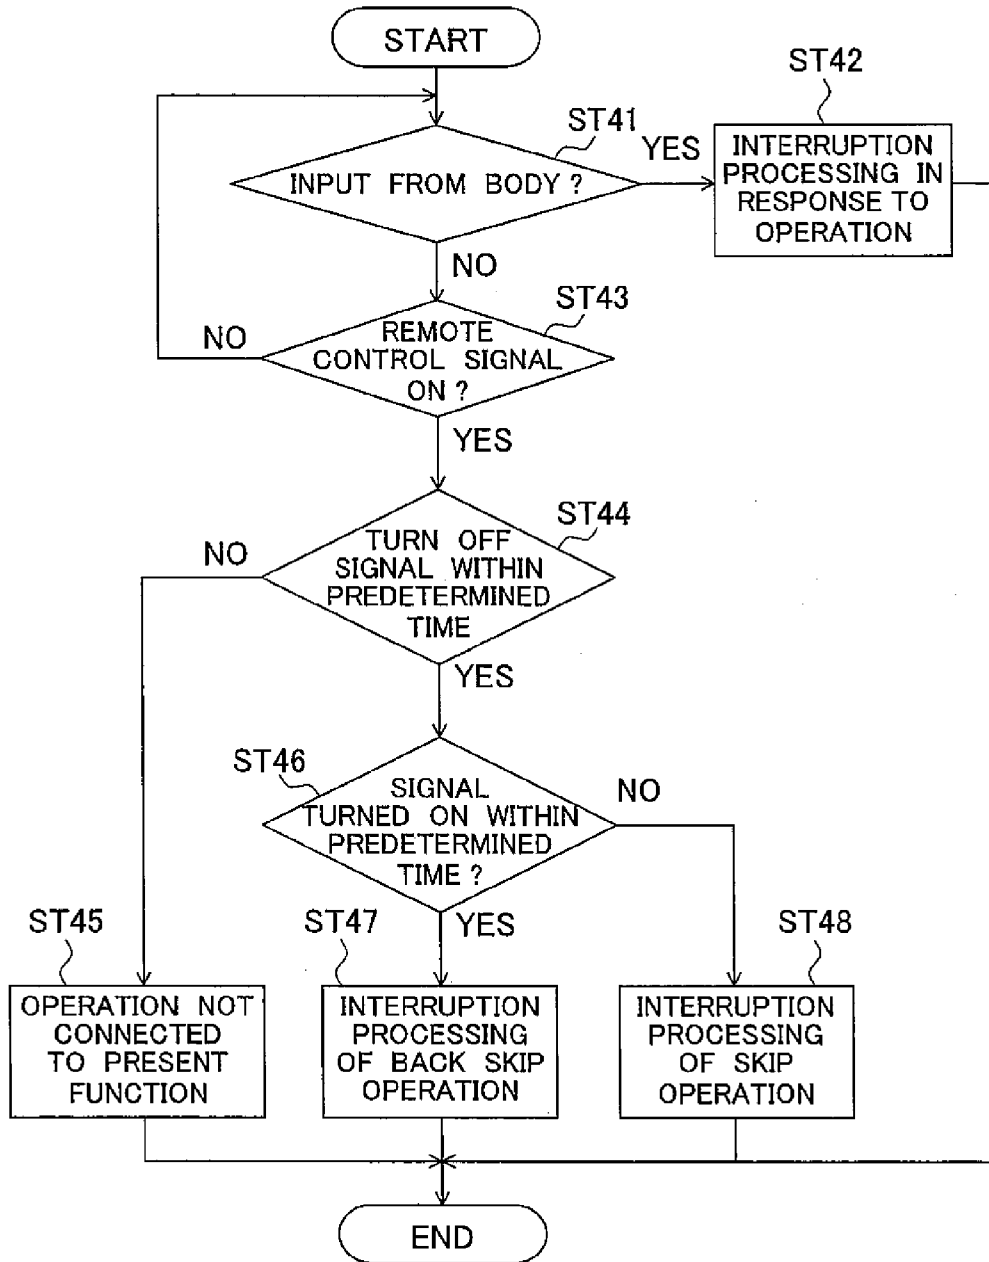 START
ST42
ST41
YES
INTERRUPTION
PROCESSING IN
RESPONSE TO
OPERATION
INPUT FROM BODY ?
NO
ST43
NO
REMOTE
CONTROL SIGNAL
ON ?
YES
ST44
NO
TURN OFF
SIGNAL WITHIN
PREDETERMINED
TIME
YES
ST46
SIGNAL
TURNED ON WITHIN
PREDETERMINED
TIME ?
NO
YES
ST45
OPERATION NOT
CONNECTED
TO PRESENT
FUNCTION
ST47
INTERRUPTION
PROCESSING
OF BACK SKIP
OPERATION
ST48
INTERRUPTION
PROCESSING
OF SKIP
OPERATION
END